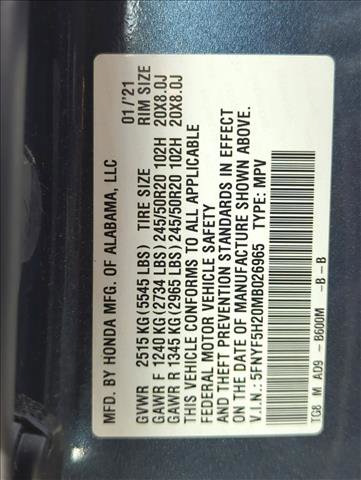 MFD. BY HONDA MFG. OF ALABAMA, LLC 01/'21
GVWR 2515 KG (5545 LBS) TIRE SIZE RIM SIZE
GAWR F 1240 KG (2734 LBS) 245/50R20 102H 20X8.0J
GAWR R 1345 KG (2965 LBS) 245/50R20 102H 20X8.0J
THIS VEHICLE CONFORMS TO ALL APPLICABLE
FEDERAL MOTOR VEHICLE SAFETY
AND THEFT PREVENTION STANDARDS IN EFFECT
ON THE DATE OF MANUFACTURE SHOWN ABOVE.
V.I.N.: 5FNYF5H20MB026965 TYPE: MPV
TG8 M A09 - B600M -B -B